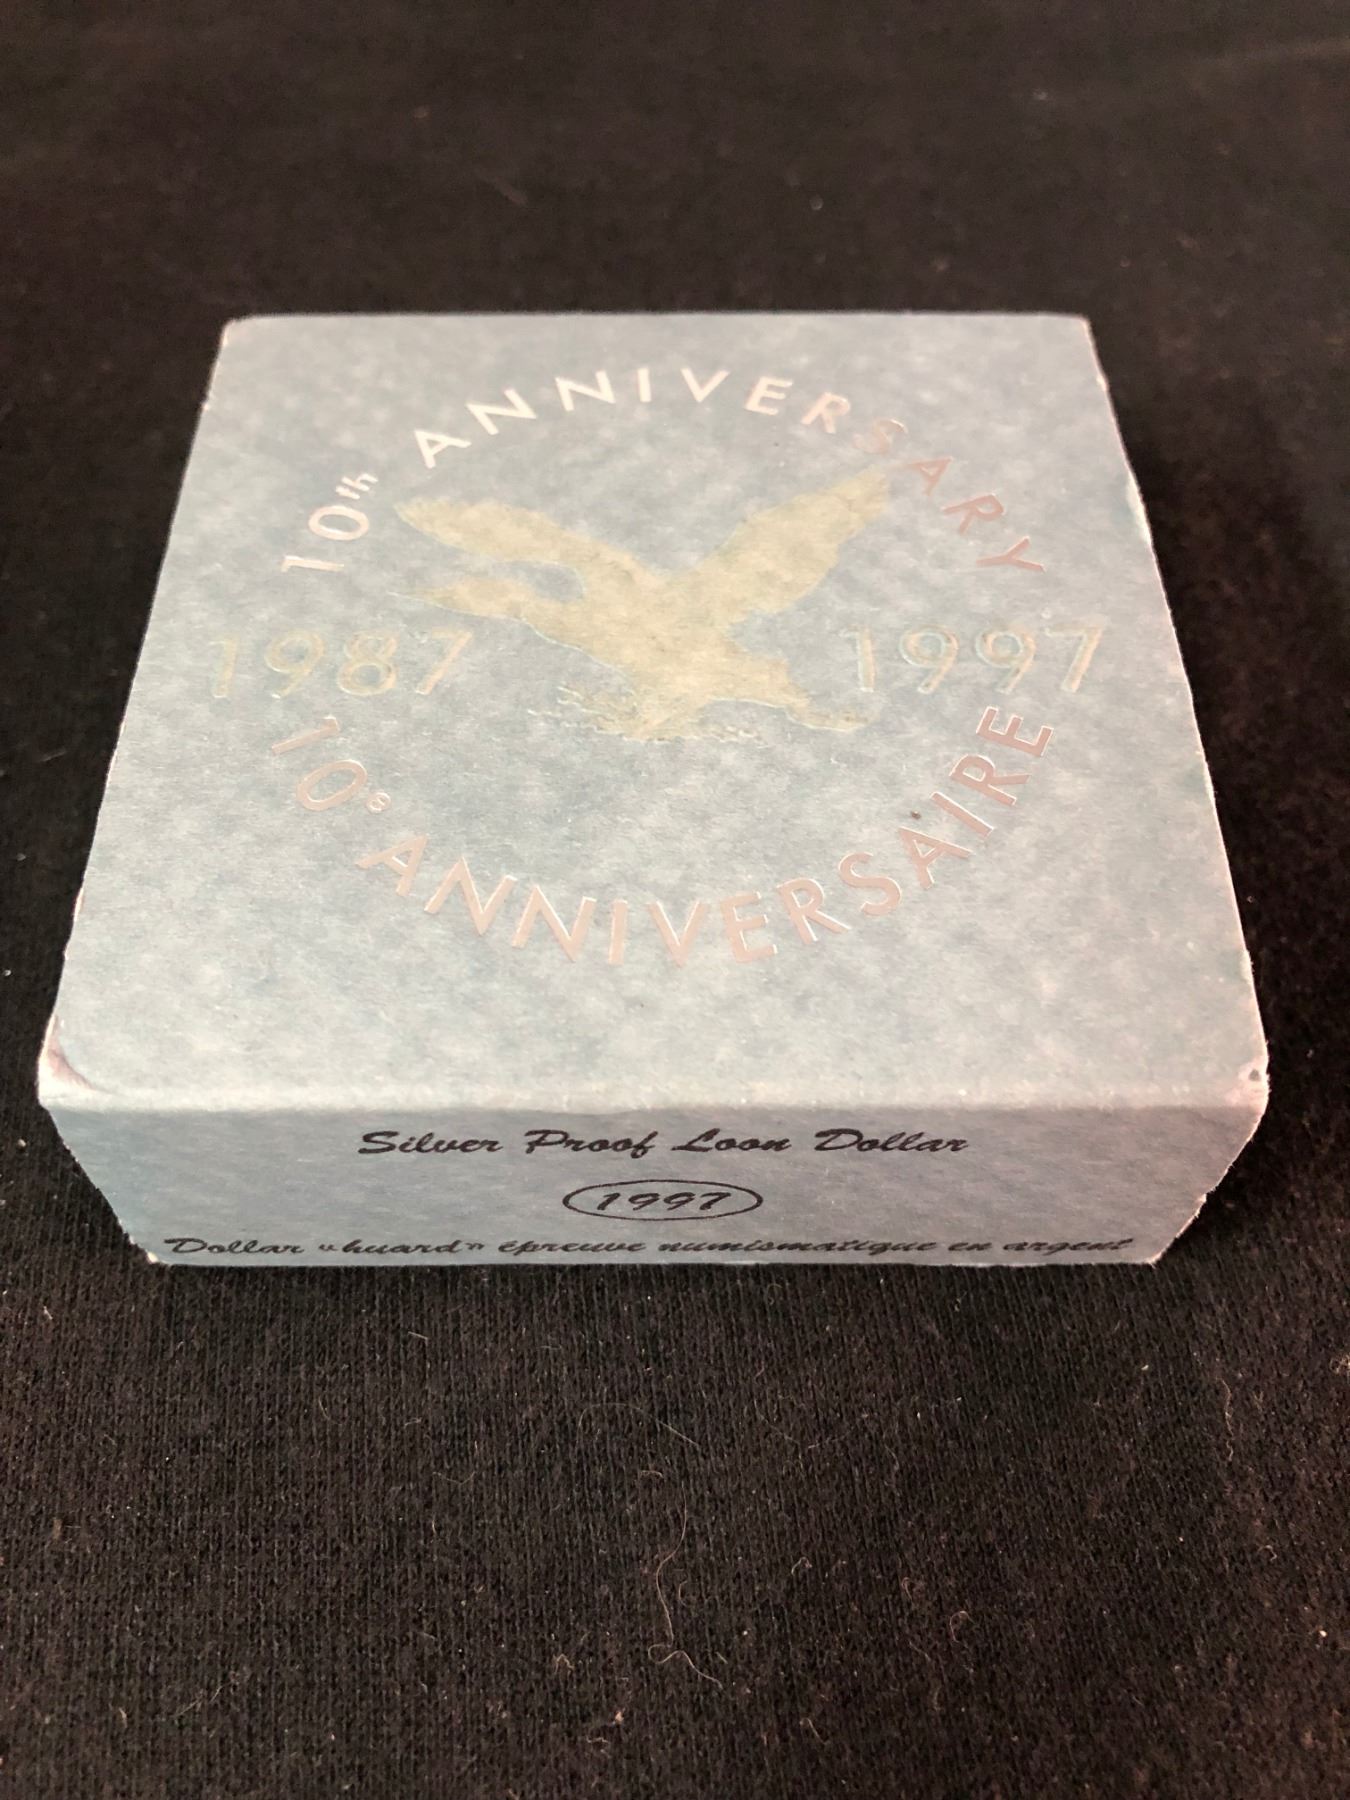 10th ANNIVERSARY
1987 1997
10e ANNIVERSAIRE
Silver Proof Loon Dollar
1997
Dollar «huard» épreuve numismatique en argent